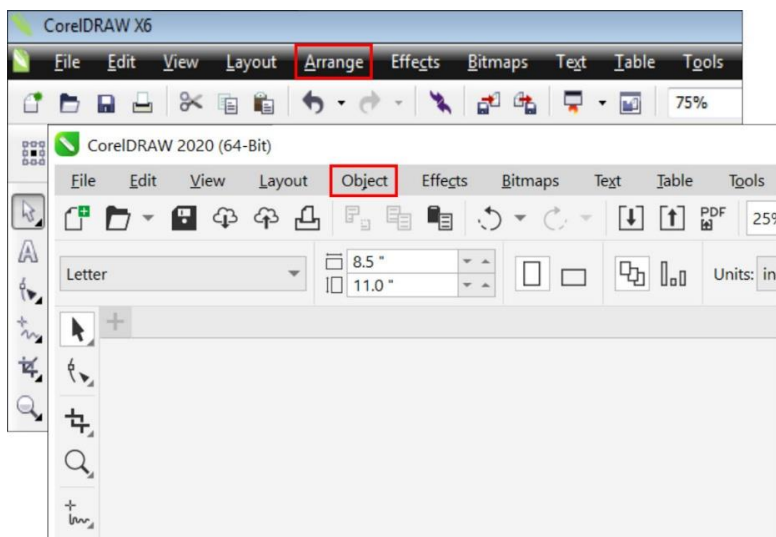 CorelDRAW X6
File Edit View Layout Arrange Effects Bitmaps Text Table Tools
75%
CorelDRAW 2020 (64-Bit)
File Edit View Layout Object Effects Bitmaps Text Table Tools
PDF 25%
Letter 8.5 " Units: in
11.0 "